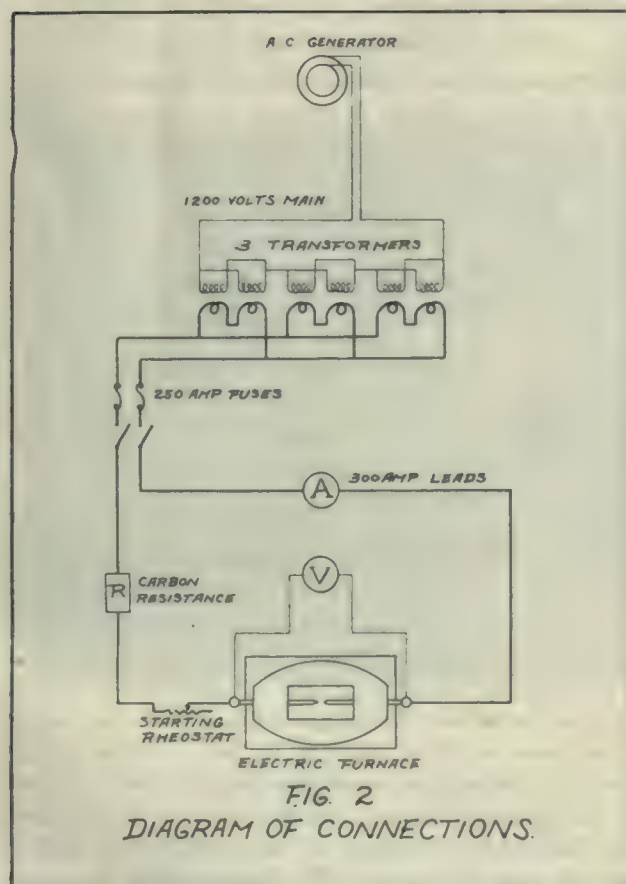 A C GENERATOR
1200 VOLTS MAIN
3 TRANSFORMERS
250 AMP FUSES
A
300 AMP LEADS
V
R
CARBON
RESISTANCE
STARTING
RHEOSTAT
ELECTRIC FURNACE
FIG. 2
DIAGRAM OF CONNECTIONS.